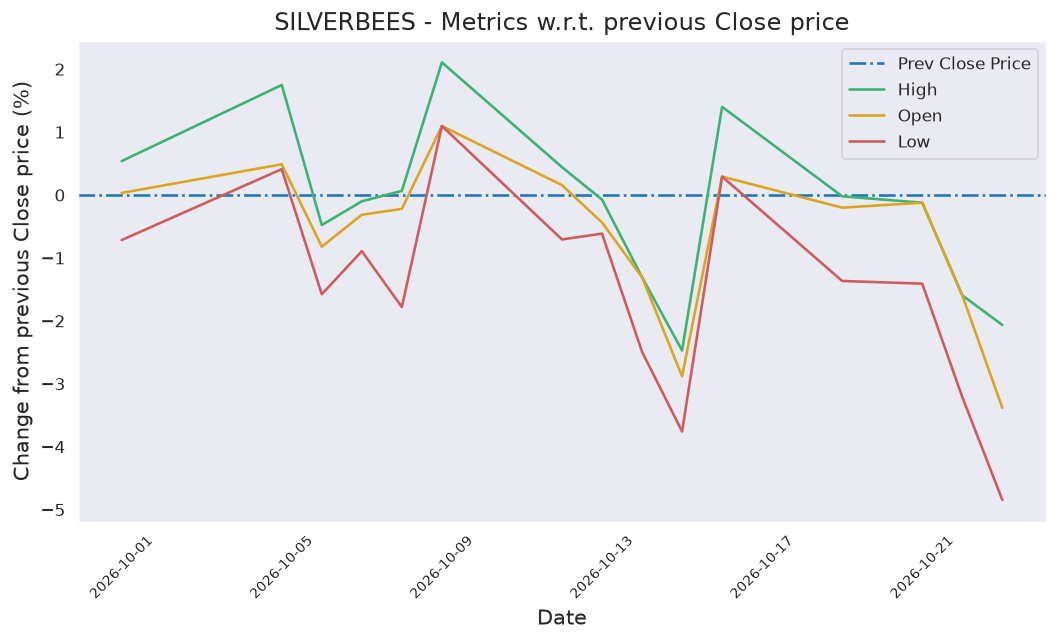 SILVERBEES - Metrics w.r.t. previous Close price
Change from previous Close price (%)
2
1
0
−1
−2
−3
−4
−5
Prev Close Price
High
Open
Low
2026-10-01
2026-10-05
2026-10-09
2026-10-13
2026-10-17
2026-10-21
Date